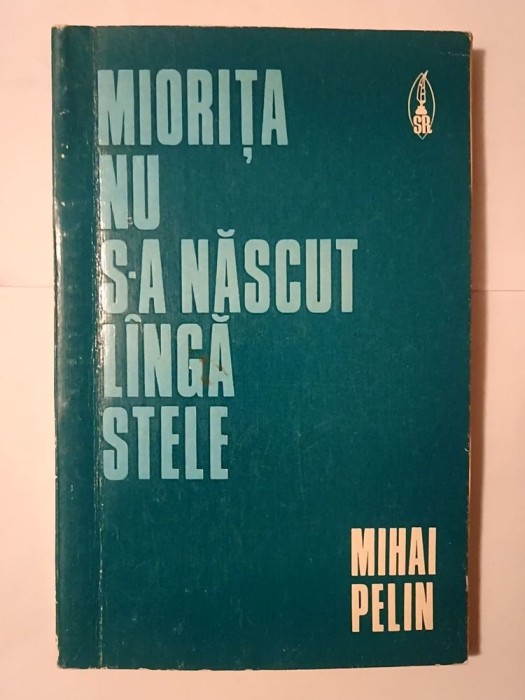 MIORIȚA
NU
S-A NĂSCUT
LÎNGĂ
STELE
SR
MIHAI
PELIN